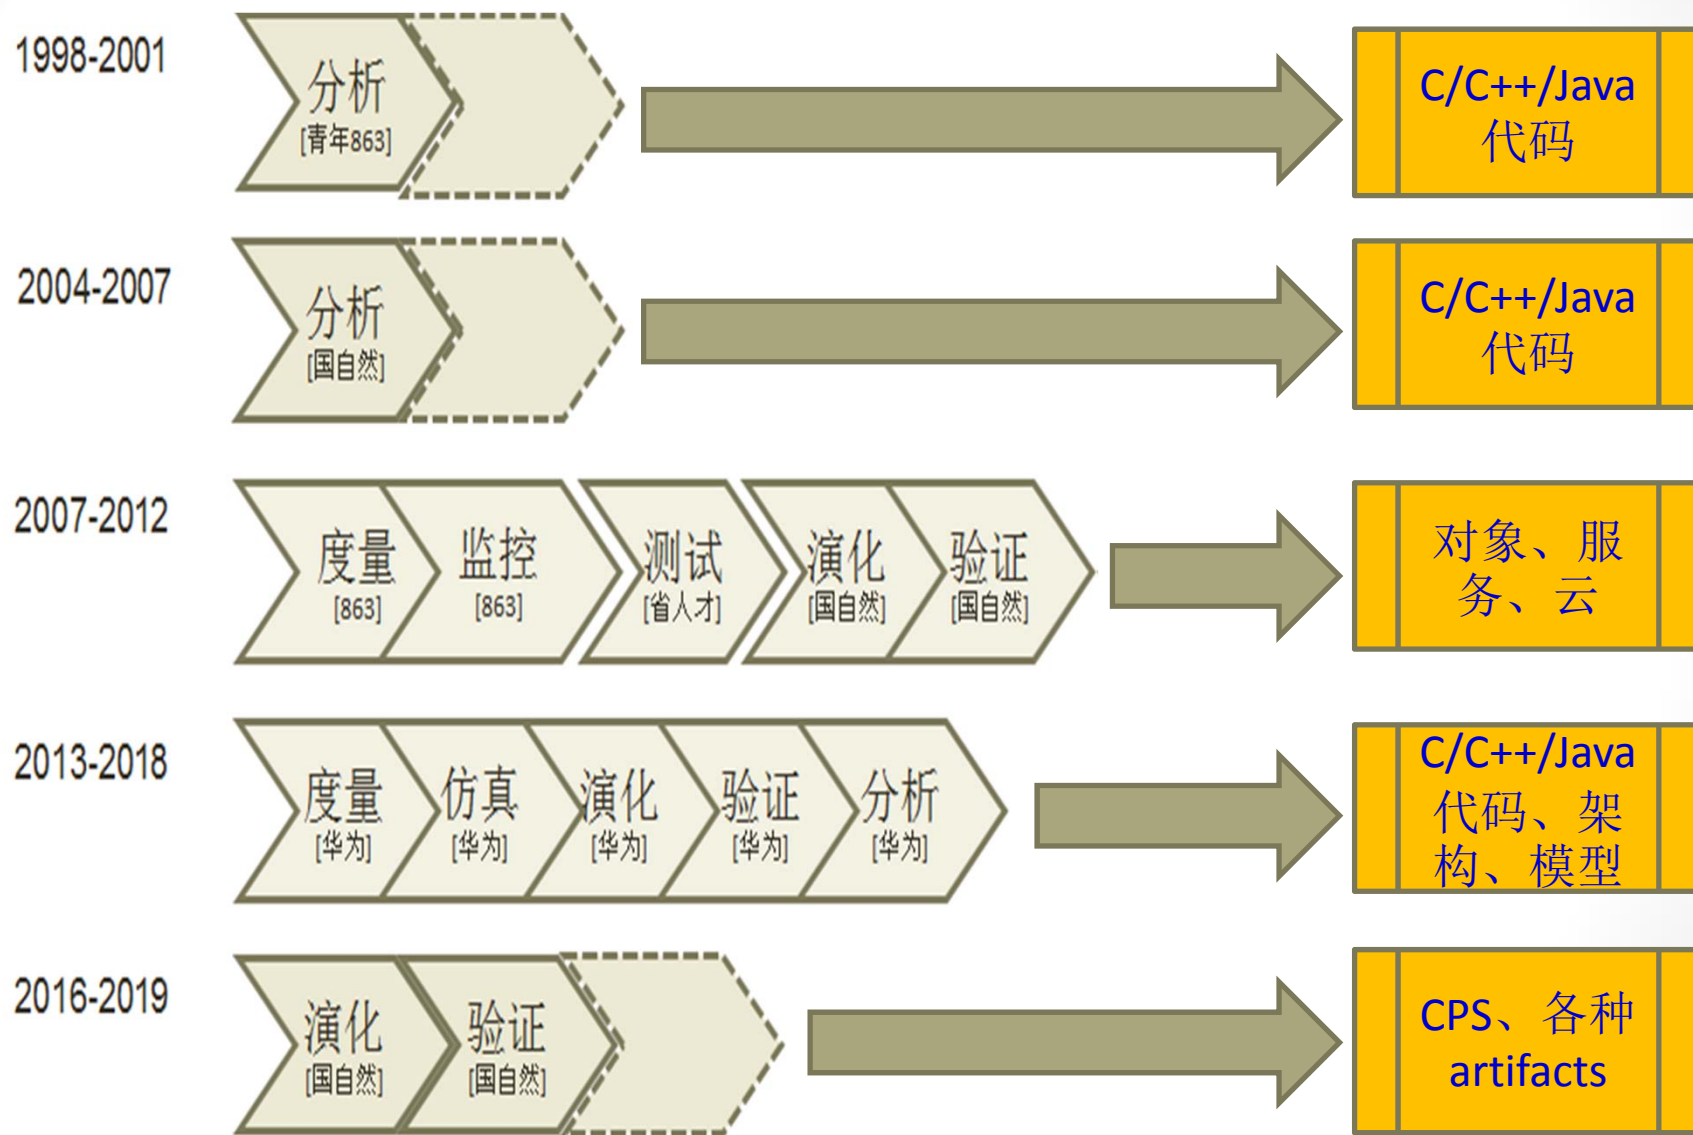 1998-2001
分析
[青年863]
C/C++/Java
代码
2004-2007
分析
[国自然]
C/C++/Java
代码
2007-2012
度量
[863]
监控
[863]
测试
[省人才]
演化
[国自然]
验证
[国自然]
对象、服
务、云
2013-2018
度量
[华为]
仿真
[华为]
演化
[华为]
验证
[华为]
分析
[华为]
C/C++/Java
代码、架
构、模型
2016-2019
演化
[国自然]
验证
[国自然]
CPS、各种
artifacts